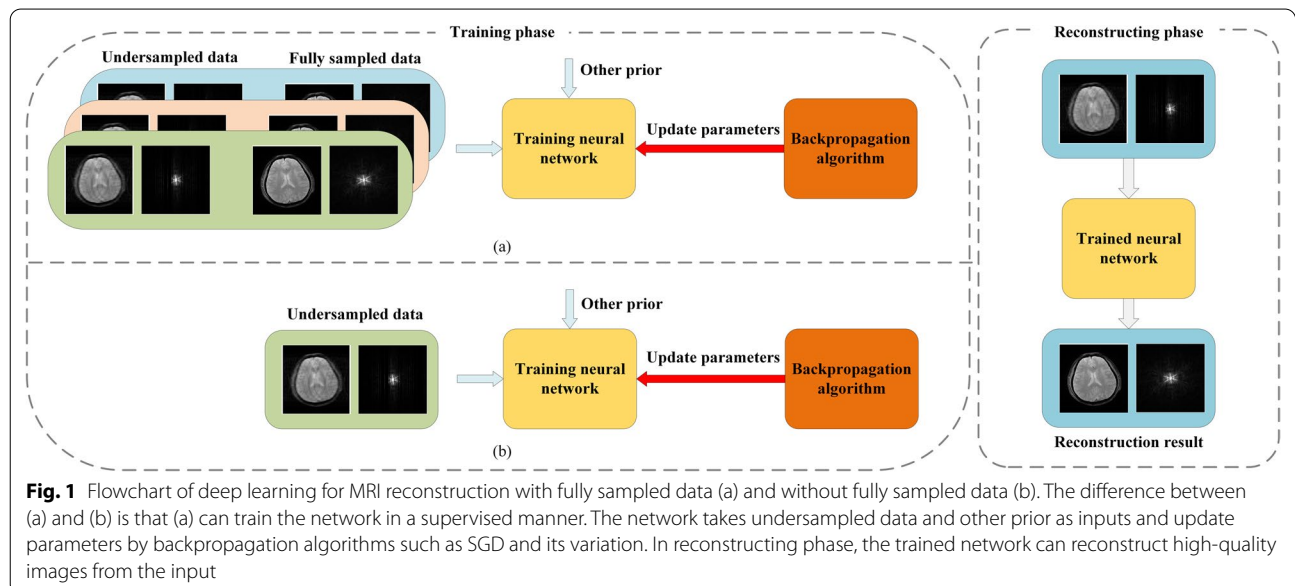 Training phase
Undersampled data
Fully sampled data
Other prior
Training neural
network
Update parameters
Backpropagation
algorithm
(a)
Undersampled data
Other prior
Training neural
network
Update parameters
Backpropagation
algorithm
(b)
Reconstructing phase
Trained neural
network
Reconstruction result
Fig. 1 Flowchart of deep learning for MRI reconstruction with fully sampled data (a) and without fully sampled data (b). The difference between
(a) and (b) is that (a) can train the network in a supervised manner. The network takes undersampled data and other prior as inputs and update
parameters by backpropagation algorithms such as SGD and its variation. In reconstructing phase, the trained network can reconstruct high-quality
images from the input